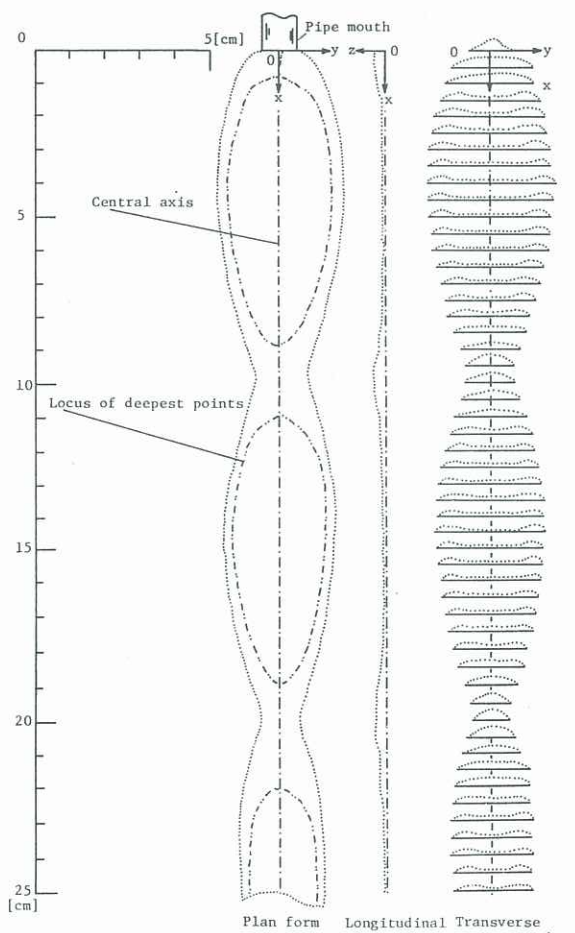 Pipe mouth
0
5[cm]
0
y
z
0
0
y
x
x
x
Central axis
5
10
Locus of deepest points
15
20
25
[cm]
Plan form
Longitudinal
Transverse